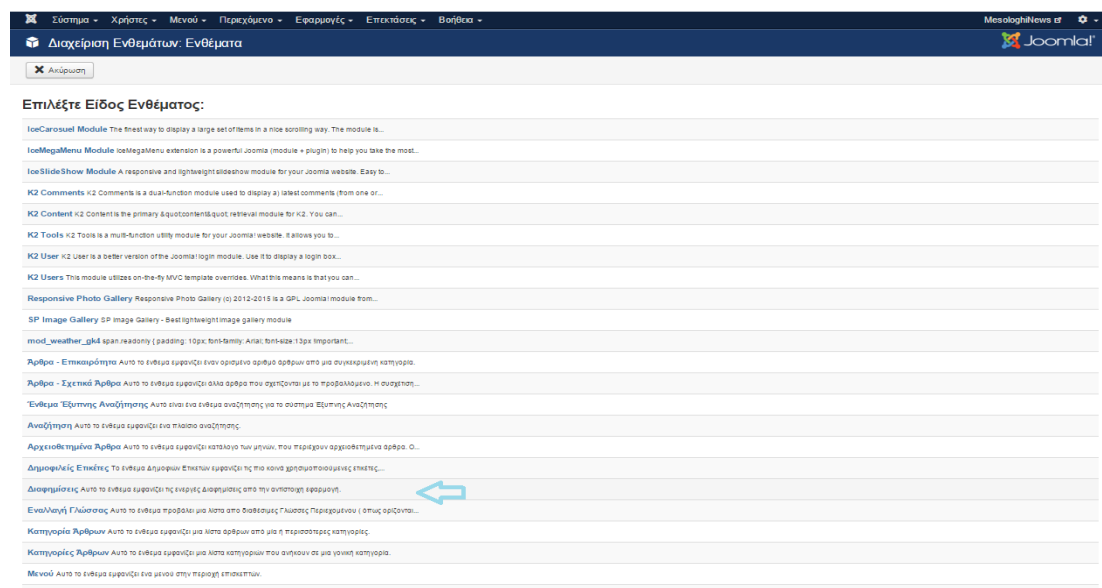 Σύστημα Χρήστες Μενού Περιεχόμενο Εφαρμογές Επεκτάσεις Βοήθεια MesologhiNews
Διαχείριση Ενθεμάτων: Ενθέματα Joomla!
Ακύρωση
Επιλέξτε Είδος Ενθέματος:
IceCarosuel Module The finest way to display a large set of items in a nice scrolling way. The module is...
IceMegaMenu Module IceMegaMenu extension is a powerful Joomla (module + plugin) to help you take the most...
IceSlideShow Module A responsive and lightweight slideshow module for your Joomla website. Easy to...
K2 Comments K2 Comments is a dual-function module used to display a) latest comments (from one or...
K2 Content K2 Content is the primary &quot;content&quot; retrieval module for K2. You can...
K2 Tools K2 Tools is a multi-function utility module for your Joomla! website. It allows you to...
K2 User K2 User is a better version of the Joomla! login module. Use it to display a login box...
K2 Users This module utilizes on-the-fly MVC template overrides. What this means is that you can...
Responsive Photo Gallery Responsive Photo Gallery (c) 2012-2015 is a GPL Joomla! module from...
SP Image Gallery SP Image Gallery - Best lightweight image gallery module
mod_weather_gk4 span.readonly { padding: 10px; font-family: Arial; font-size:13px !important;...
Άρθρα - Επικαιρότητα Αυτό το ένθεμα εμφανίζει έναν ορισμένο αριθμό άρθρων από μια συγκεκριμένη κατηγορία.
Άρθρα - Σχετικά Άρθρα Αυτό το ένθεμα εμφανίζει άλλα άρθρα που σχετίζονται με το προβαλλόμενο. Η συσχέτιση...
Ένθεμα Έξυπνης Αναζήτησης Αυτό είναι ένα ένθεμα αναζήτησης για το σύστημα Έξυπνης Αναζήτησης
Αναζήτηση Αυτό το ένθεμα εμφανίζει ένα πλαίσιο αναζήτησης.
Αρχειοθετημένα Άρθρα Αυτό το ένθεμα εμφανίζει κατάλογο των μηνών, που περιέχουν αρχειοθετημένα άρθρα. Ο...
Δημοφιλείς Ετικέτες Το ένθεμα Δημοφιών Ετικετών εμφανίζει τις πιο κοινά χρησιμοποιούμενες ετικέτες,...
Διαφημίσεις Αυτό το ένθεμα εμφανίζει τις ενεργές Διαφημίσεις από την αντίστοιχη εφαρμογή.
Εναλλαγή Γλώσσας Αυτό το ένθεμα προβάλει μια λίστα από διαθέσιμες Γλώσσες Περιεχομένου ( όπως ορίζονται...
Κατηγορία Άρθρων Αυτό το ένθεμα εμφανίζει μια λίστα άρθρων από μία ή περισσότερες κατηγορίες.
Κατηγορίες Άρθρων Αυτό το ένθεμα εμφανίζει μια λίστα κατηγοριών που ανήκουν σε μια γονική κατηγορία.
Μενού Αυτό το ένθεμα εμφανίζει ένα μενού στην περιοχή επισκεπτών.